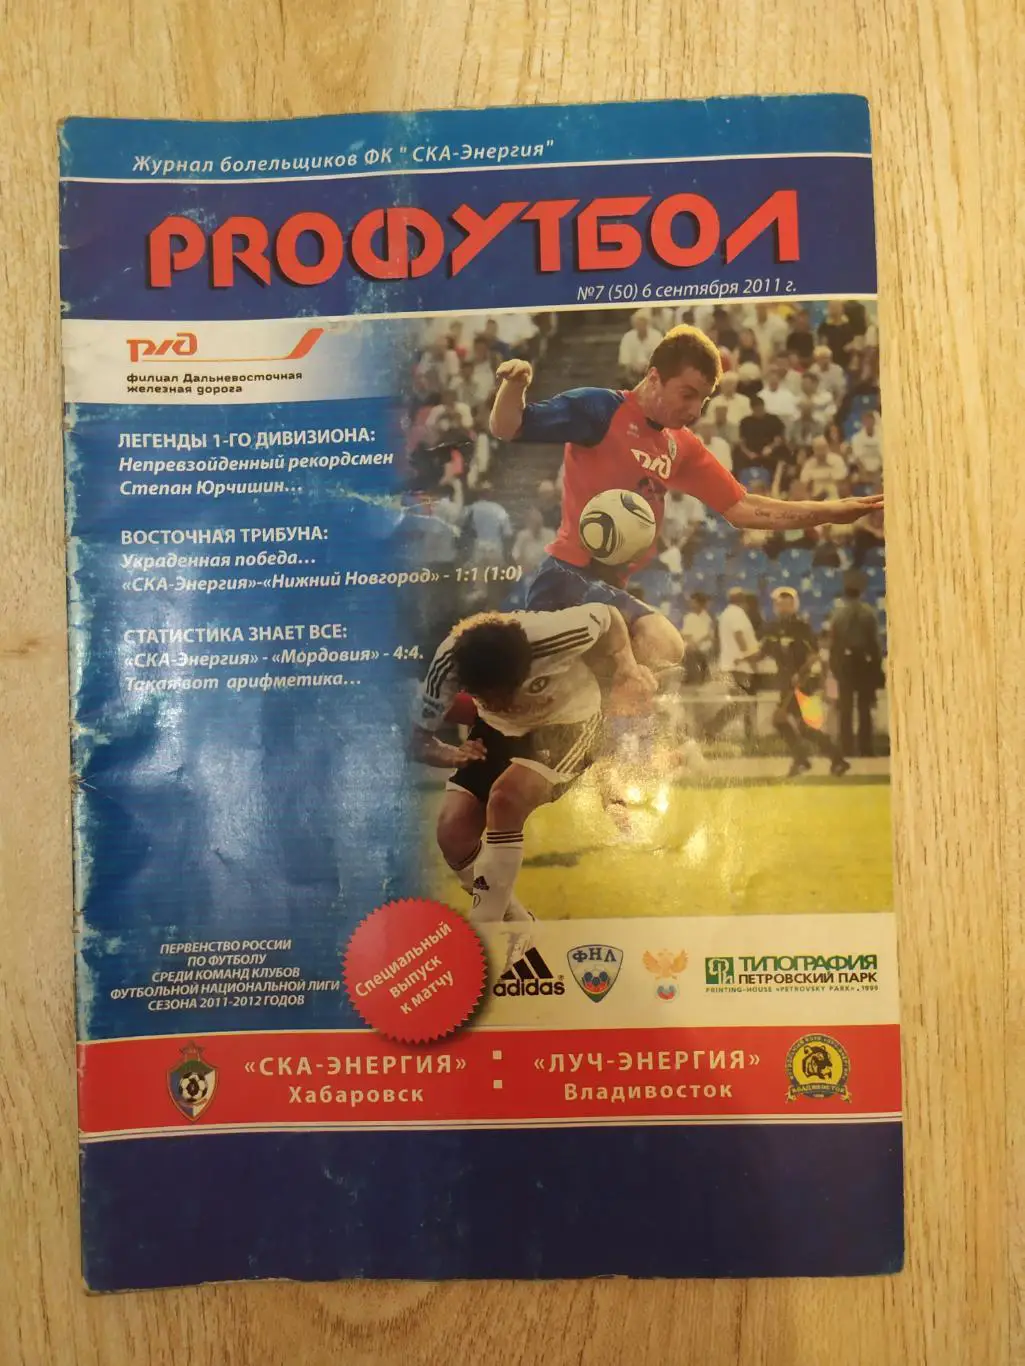 Журнал болельщиков ФК " СКА-Энергия"
PROФУТБОЛ
№7 (50) 6 сентября 2011 г.
ржд
филиал Дальневосточная
железная дорога
ЛЕГЕНДЫ 1-ГО ДИВИЗИОНА:
Непревзойденный рекордсмен
Степан Юрчишин...
ВОСТОЧНАЯ ТРИБУНА:
Украденная победа...
«СКА-Энергия»-«Нижний Новгород» - 1:1 (1:0)
СТАТИСТИКА ЗНАЕТ ВСЕ:
«СКА-Энергия» - «Мордовия» - 4:4.
Такая вот арифметика...
ржд
ПЕРВЕНСТВО РОССИИ
ПО ФУТБОЛУ
СРЕДИ КОМАНД КЛУБОВ
ФУТБОЛЬНОЙ НАЦИОНАЛЬНОЙ ЛИГИ
СЕЗОНА 2011-2012 ГОДОВ
Специальный
выпуск
к матчу
adidas
ФНЛ
ТИПОГРАФИЯ
ПЕТРОВСКИЙ ПАРК
PRINTING-HOUSE «PETROVSKY PARK». 1999
«СКА-ЭНЕРГИЯ» : «ЛУЧ-ЭНЕРГИЯ»
Хабаровск Владивосток
ВЛАДИВОСТОК